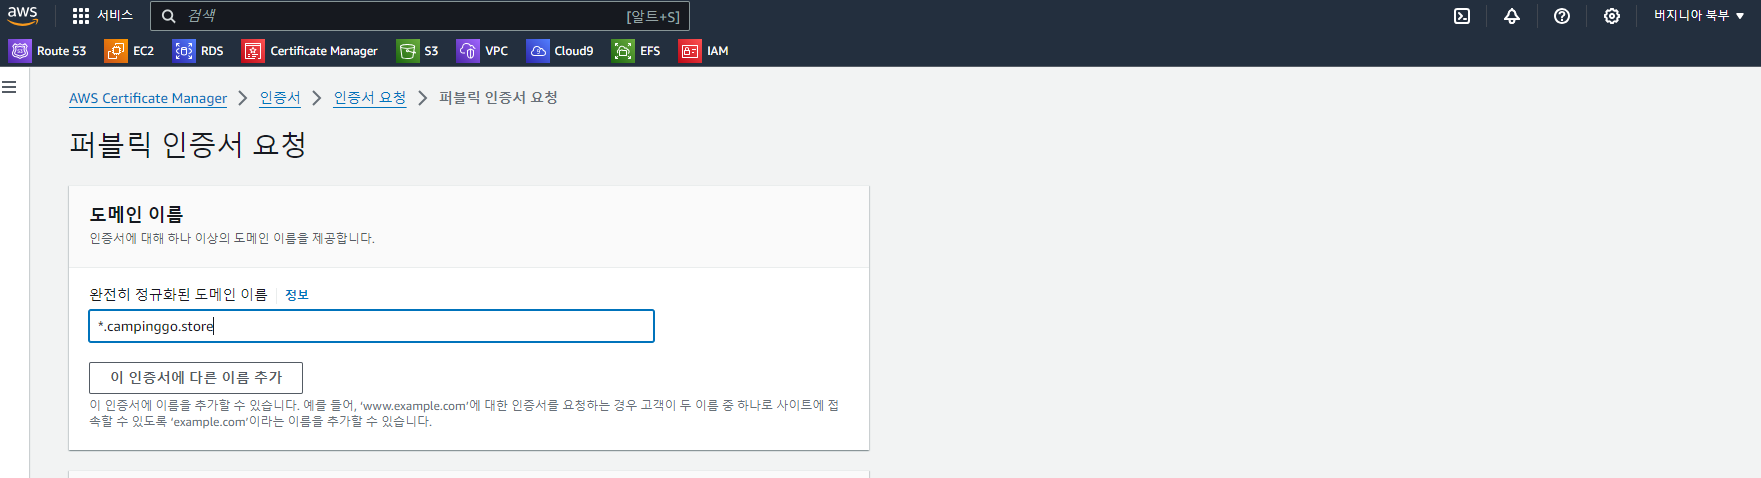 aws 서비스 검색 [알트+S] 버지니아 북부
Route 53 EC2 RDS Certificate Manager S3 VPC Cloud9 EFS IAM
AWS Certificate Manager 인증서 인증서 요청 퍼블릭 인증서 요청
퍼블릭 인증서 요청
도메인 이름
인증서에 대해 하나 이상의 도메인 이름을 제공합니다.
완전히 정규화된 도메인 이름 정보
*.campinggo.store
이 인증서에 다른 이름 추가
이 인증서에 이름을 추가할 수 있습니다. 예를 들어, ‘www.example.com’에 대한 인증서를 요청하는 경우 고객이 두 이름 중 하나로 사이트에 접
속할 수 있도록 ‘example.com’이라는 이름을 추가할 수 있습니다.